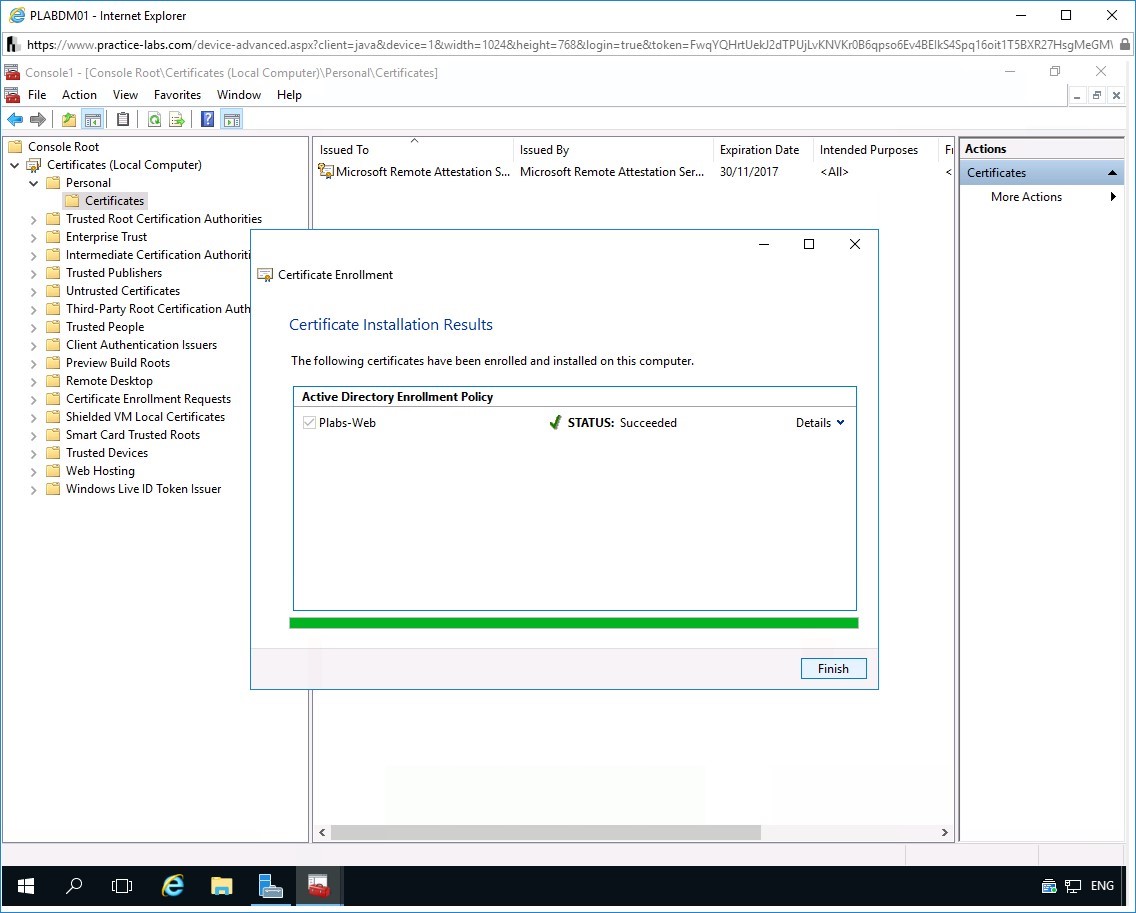 PLABDM01 - Internet Explorer
https://www.practice-labs.com/device-advanced.aspx?client=java&device=1&width=1024&height=768&login=true&token=FwqYQHrtUekJ2dTPUjLvKNVKr0B6qpso6Ev4BEIkS4Spq16oit1T5BXR27HsgMeGM
Console1 - [Console Root\Certificates (Local Computer)\Personal\Certificates]
File Action View Favorites Window Help
Console Root
Certificates (Local Computer)
Personal
Certificates
Trusted Root Certification Authorities
Enterprise Trust
Intermediate Certification Authoriti
Trusted Publishers
Untrusted Certificates
Third-Party Root Certification Auth
Trusted People
Client Authentication Issuers
Preview Build Roots
Remote Desktop
Certificate Enrollment Requests
Shielded VM Local Certificates
Smart Card Trusted Roots
Trusted Devices
Web Hosting
Windows Live ID Token Issuer
Issued To Issued By Expiration Date Intended Purposes Fr
Microsoft Remote Attestation S... Microsoft Remote Attestation Ser... 30/11/2017 <All> <
Actions
Certificates
More Actions
Certificate Enrollment
Certificate Installation Results
The following certificates have been enrolled and installed on this computer.
Active Directory Enrollment Policy
Plabs-Web STATUS: Succeeded Details
Finish
ENG